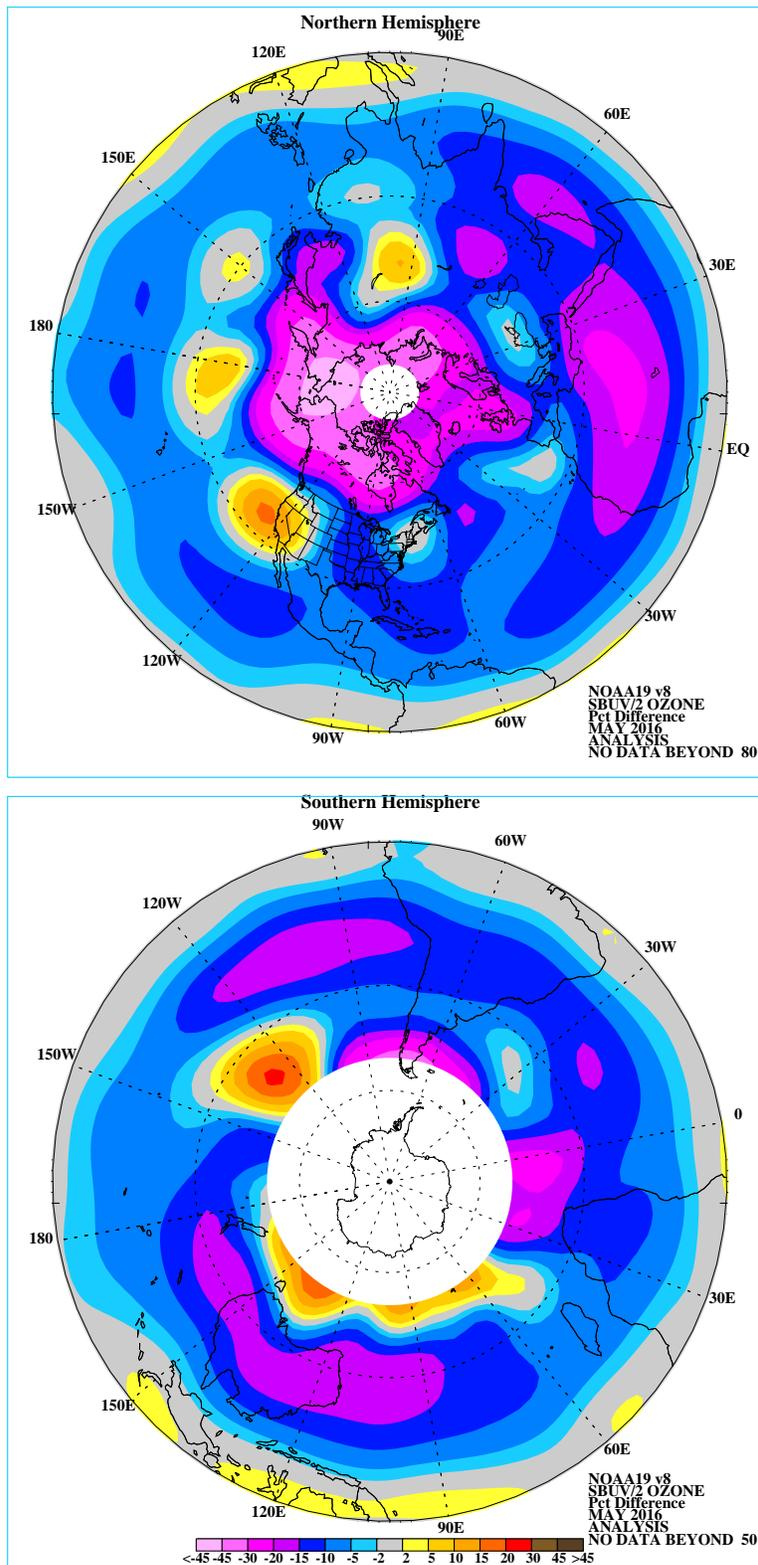 Northern Hemisphere
90E
120E
60E
150E
30E
180
EQ
150W
30W
120W
60W
90W
NOAA19 v8
SBUV/2 OZONE
Pct Difference
MAY 2016
ANALYSIS
NO DATA BEYOND 80
Southern Hemisphere
90W
60W
120W
30W
150W
0
180
30E
150E
60E
120E
90E
NOAA19 v8
SBUV/2 OZONE
Pct Difference
MAY 2016
ANALYSIS
NO DATA BEYOND 50
<-45 -45 -30 -20 -15 -10 -5 -2 2 5 10 15 20 30 45 >45